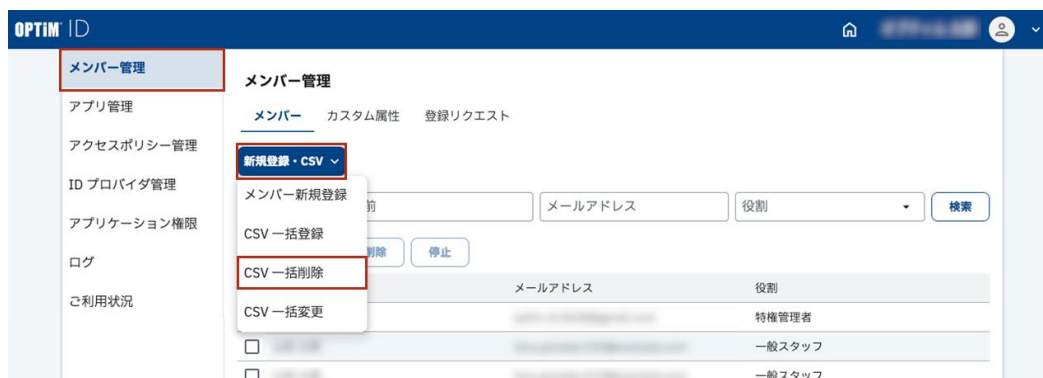 OPTiM ID
メンバー管理
アプリ管理
アクセスポリシー管理
ID プロバイダ管理
アプリケーション権限
ログ
ご利用状況
メンバー管理
メンバー カスタム属性 登録リクエスト
新規登録・CSV
メンバー新規登録
CSV 一括登録
CSV 一括削除
CSV 一括変更
前 メールアドレス 役割 検索
削除 停止
メールアドレス 役割
特権管理者
一般スタッフ
一般スタッフ